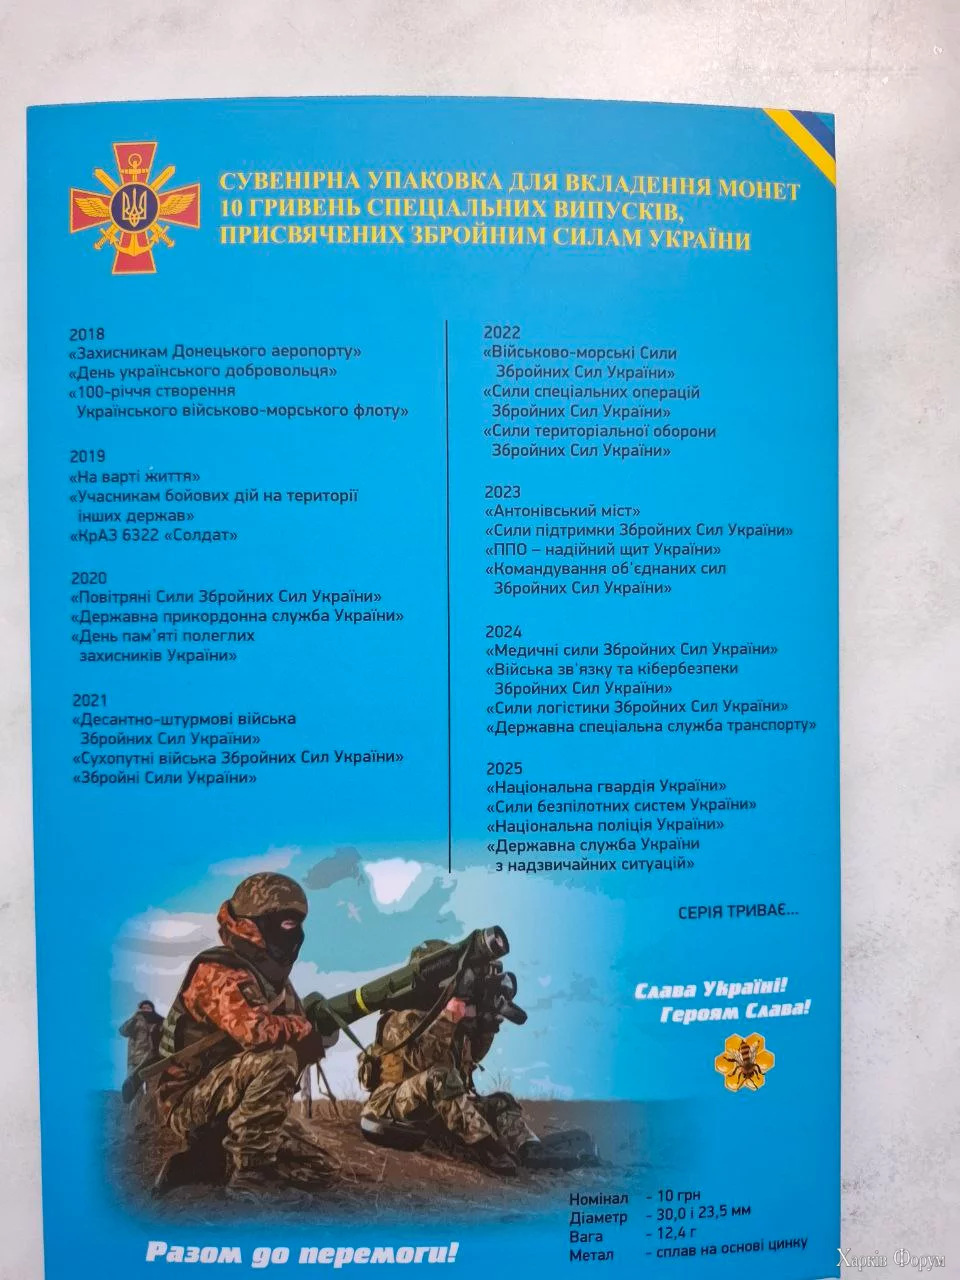 СУВЕНІРНА УПАКОВКА ДЛЯ ВКЛАДЕННЯ МОНЕТ
10 ГРИВЕНЬ СПЕЦІАЛЬНИХ ВИПУСКІВ,
ПРИСВЯЧЕНИХ ЗБРОЙНИМ СИЛАМ УКРАЇНИ
2018
«Захисникам Донецького аеропорту»
«День українського добровольця»
«100-річчя створення
Українського військово-морського флоту»
2019
«На варті життя»
«Учасникам бойових дій на території
інших держав»
«КрАЗ 6322 «Солдат»
2020
«Повітряні Сили Збройних Сил України»
«Державна прикордонна служба України»
«День пам'яті полеглих
захисників України»
2021
«Десантно-штурмові війська
Збройних Сил України»
«Сухопутні війська Збройних Сил України»
«Збройні Сили України»
2022
«Військово-морські Сили
Збройних Сил України»
«Сили спеціальних операцій
Збройних Сил України»
«Сили територіальної оборони
Збройних Сил України»
2023
«Антонівський міст»
«Сили підтримки Збройних Сил України»
«ППО – надійний щит України»
«Командування об'єднаних сил
Збройних Сил України»
2024
«Медичні сили Збройних Сил України»
«Війська зв'язку та кібербезпеки
Збройних Сил України»
«Сили логістики Збройних Сил України»
«Державна спеціальна служба транспорту»
2025
«Національна гвардія України»
«Сили безпілотних систем України»
«Національна поліція України»
«Державна служба України
з надзвичайних ситуацій»
СЕРІЯ ТРИВАЄ...
Слава Україні!
Героям Слава!
Номінал - 10 грн
Діаметр - 30,0 і 23,5 мм
Вага - 12,4 г
Метал - сплав на основі цинку
Разом до перемоги!
Харків Форум